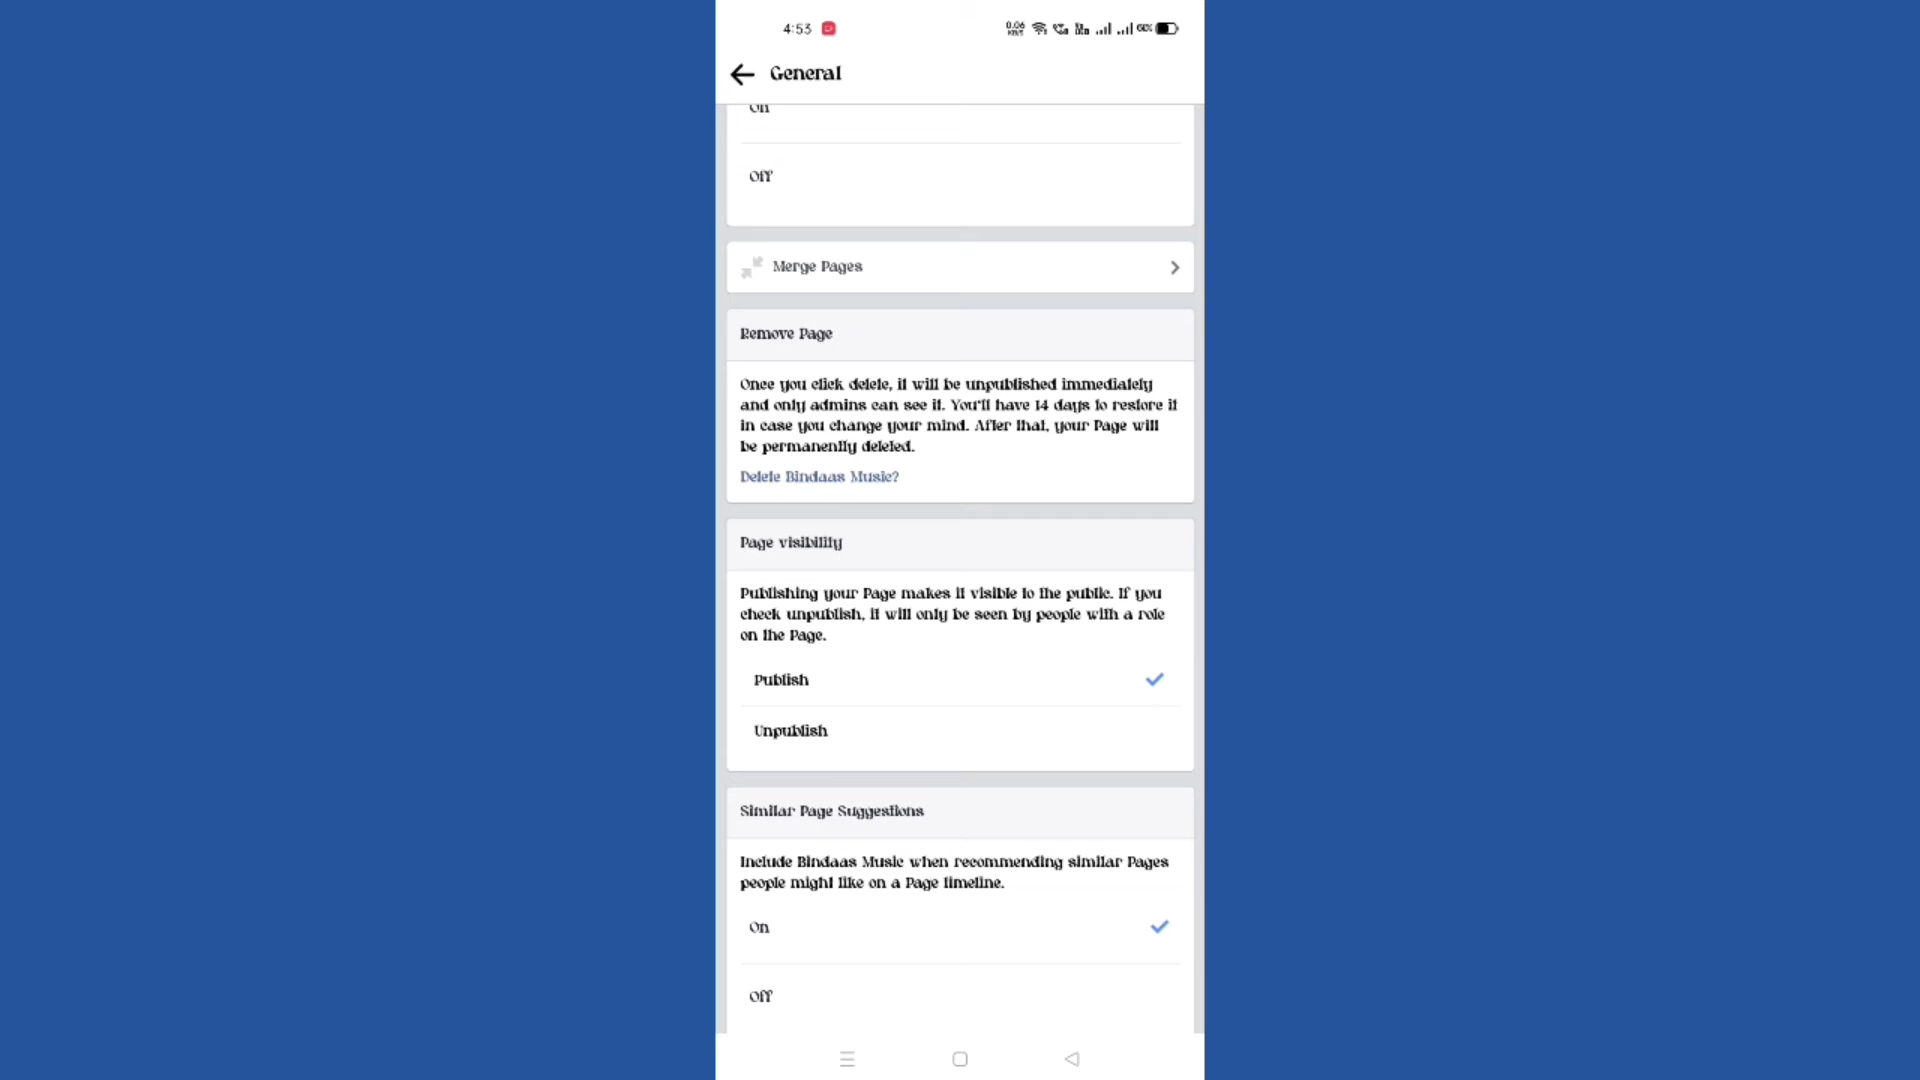 4:53
0.06
General
On
Off
Merge Pages
Remove Page
Once you click delete, it will be unpublished immediately
and only admins can see it. You'll have 14 days to restore it
in case you change your mind. After that, your Page will
be permanently deleted.
Delete Bindaas Music?
Page visibility
Publishing your Page makes it visible to the public. If you
check unpublish, it will only be seen by people with a role
on the Page.
Publish
Unpublish
Similar Page Suggestions
Include Bindaas Music when recommending similar Pages
people might like on a Page timeline.
On
Off